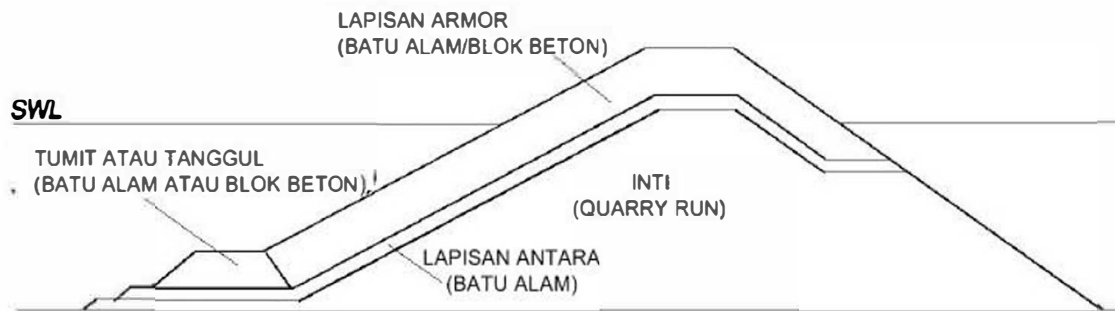 LAPISAN ARMOR
(BATU ALAM/BLOK BETON)
SWL
TUMIT ATAU TANGGUL
(BATU ALAM ATAU BLOK BETON)
INTI
(QUARRY RUN)
LAPISAN ANTARA
(BATU ALAM)